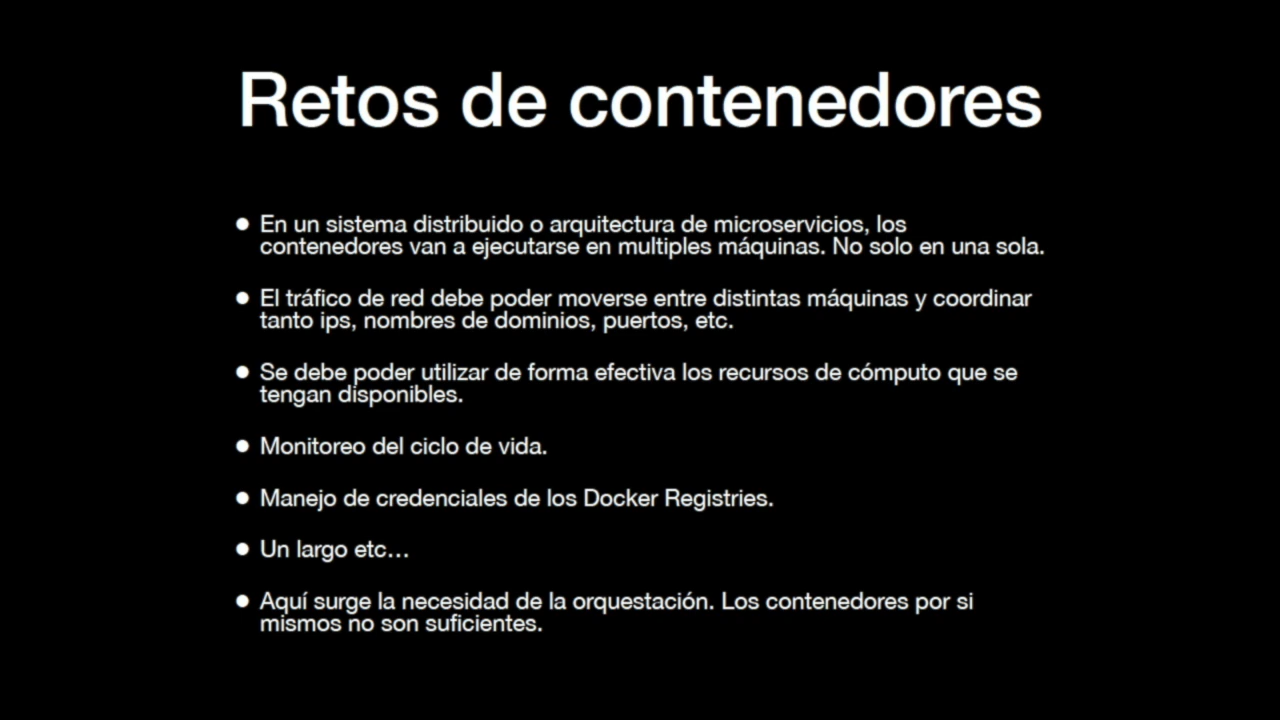 Retos de contenedores
● En un sistema distribuido o arquitectura de microservicios, los
contenedores van a ejecutarse en multiples máquinas. No solo en una sola.
● El tráfico de red debe poder moverse entre distintas máquinas y coordinar
tanto ips, nombres de dominios, puertos, etc.
● Se debe poder utilizar de forma efectiva los recursos de cómputo que se
tengan disponibles.
● Monitoreo del ciclo de vida.
● Manejo de credenciales de los Docker Registries.
● Un largo etc...
● Aquí surge la necesidad de la orquestación. Los contenedores por si
mismos no son suficientes.